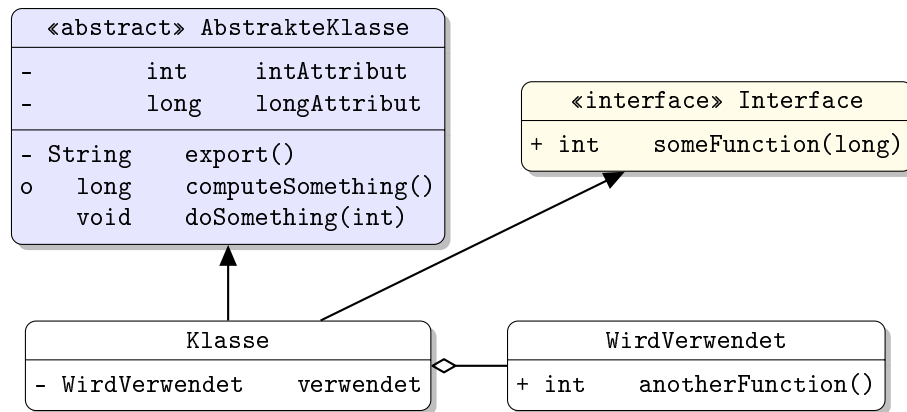 «abstract» AbstrakteKlasse
- int intAttribut
- long longAttribut
- String export()
o long computeSomething()
void doSomething(int)
«interface» Interface
+ int someFunction(long)
Klasse
- WirdVerwendet verwendet
WirdVerwendet
+ int anotherFunction()